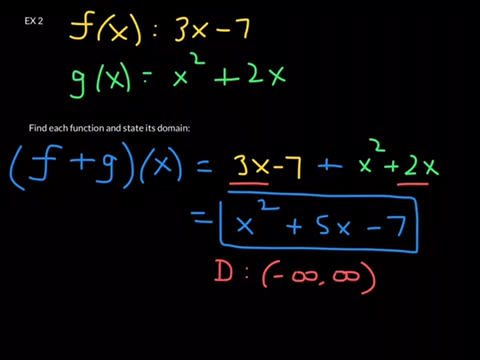 EX 2
f(x) : 3x - 7
g(x) = x² + 2x
Find each function and state its domain:
(f + g)(x) = 3x - 7 + x² + 2x
= x² + 5x - 7
D : (-∞, ∞)